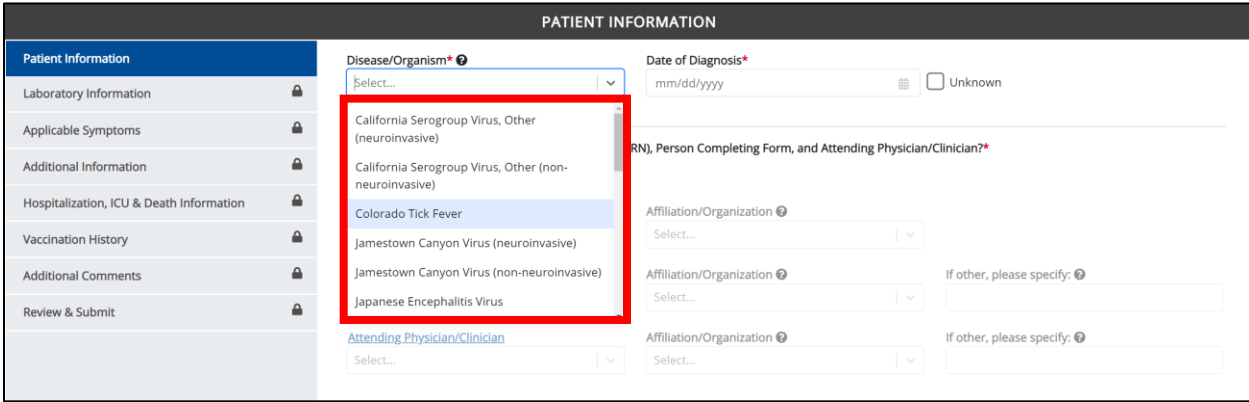 PATIENT INFORMATION
Patient Information
Laboratory Information
Applicable Symptoms
Additional Information
Hospitalization, ICU & Death Information
Vaccination History
Additional Comments
Review & Submit
Disease/Organism*
Date of Diagnosis*
Select...
mm/dd/yyyy
Unknown
California Serogroup Virus, Other
(neuroinvasive)
California Serogroup Virus, Other (non-
neuroinvasive)
Colorado Tick Fever
Jamestown Canyon Virus (neuroinvasive)
Jamestown Canyon Virus (non-neuroinvasive)
Japanese Encephalitis Virus
RN), Person Completing Form, and Attending Physician/Clinician?*
Affiliation/Organization
Select...
Affiliation/Organization
If other, please specify:
Select...
Attending Physician/Clinician
Affiliation/Organization
If other, please specify:
Select...
Select...